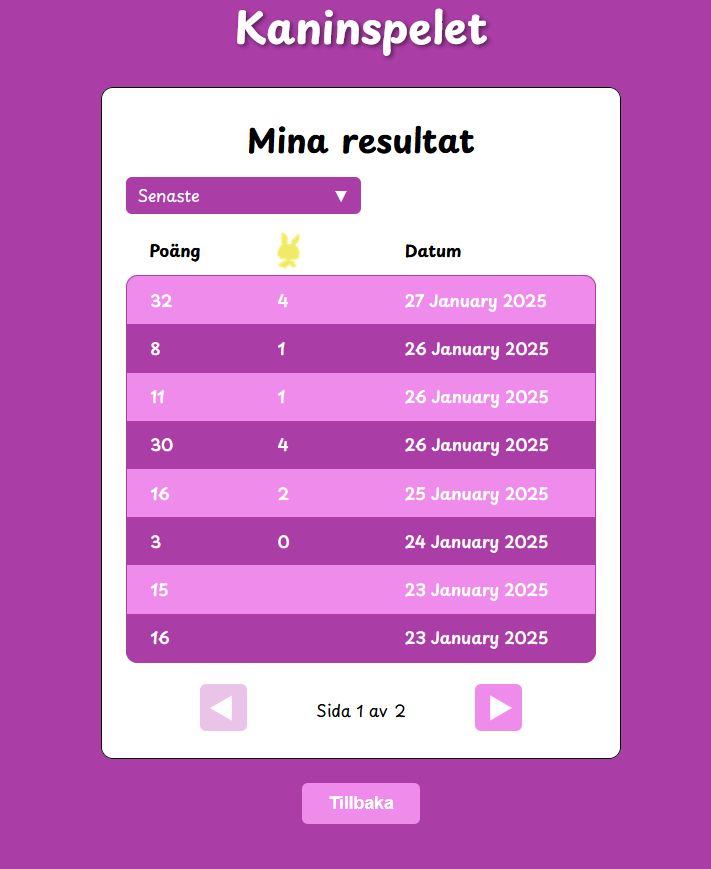 Kaninspelet
Mina resultat
Senaste ▼
Poäng Datum
32 4 27 January 2025
8 1 26 January 2025
11 1 26 January 2025
30 4 26 January 2025
16 2 25 January 2025
3 0 24 January 2025
15 23 January 2025
16 23 January 2025
Sida 1 av 2
Tillbaka